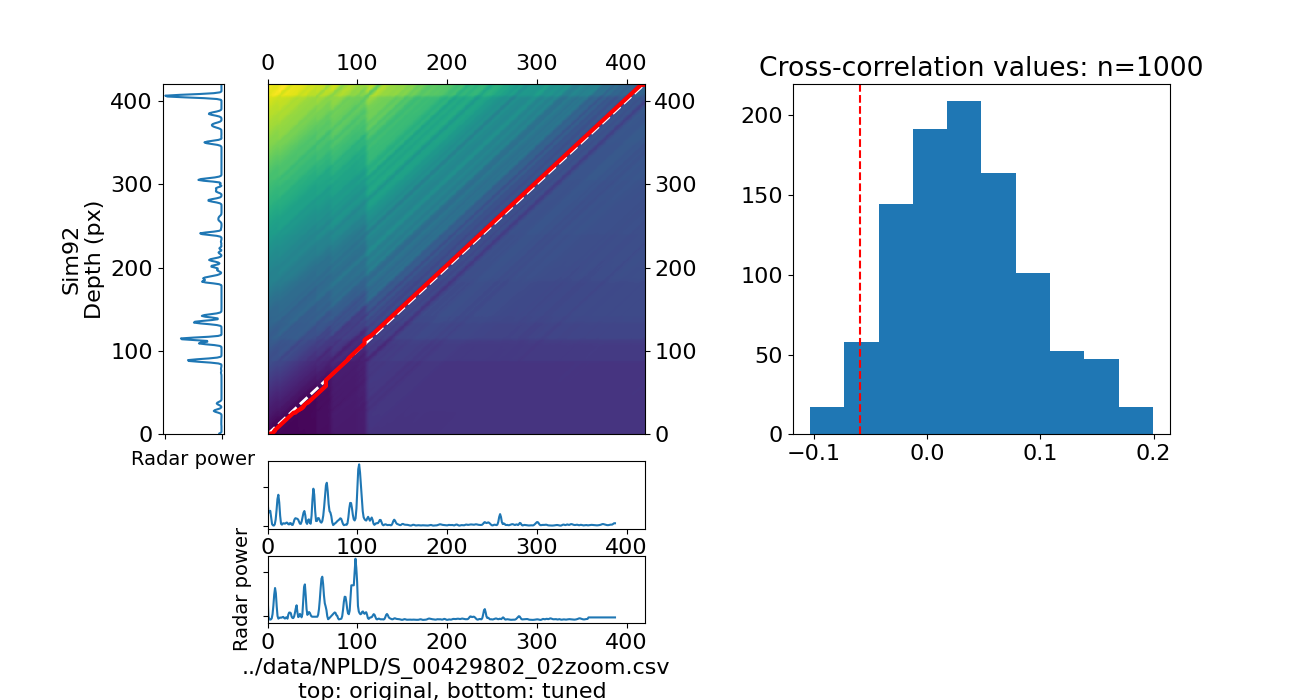 0 100 200 300 400
Cross-correlation values: n=1000
400
300
200
100
0
Sim92
Depth (px)
Radar power
400
300
200
100
0
200
150
100
50
0
−0.1 0.0 0.1 0.2
0 100 200 300 400
Radar power
0 100 200 300 400
../data/NPLD/S_00429802_02zoom.csv
top: original, bottom: tuned